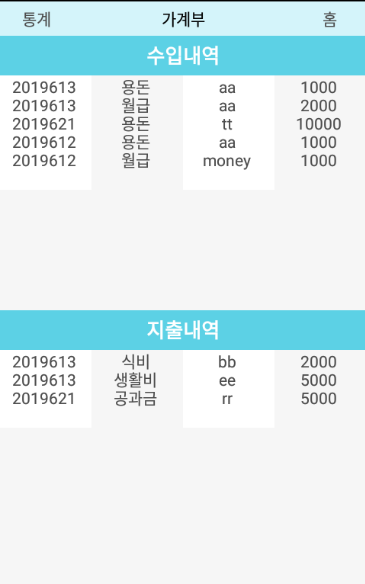 통계 가계부 홈
수입내역
2019613 용돈 aa 1000
2019613 월급 aa 2000
2019621 용돈 tt 10000
2019612 용돈 aa 1000
2019612 월급 money 1000
지출내역
2019613 식비 bb 2000
2019613 생활비 ee 5000
2019621 공과금 rr 5000